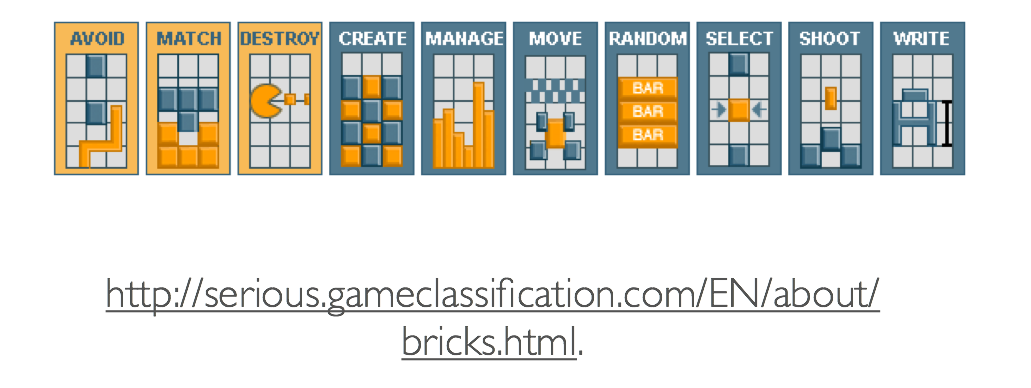 AVOID MATCH DESTROY CREATE MANAGE MOVE RANDOM SELECT SHOOT WRITE
BAR
BAR
BAR
http://serious.gameclassification.com/EN/about/
bricks.html.